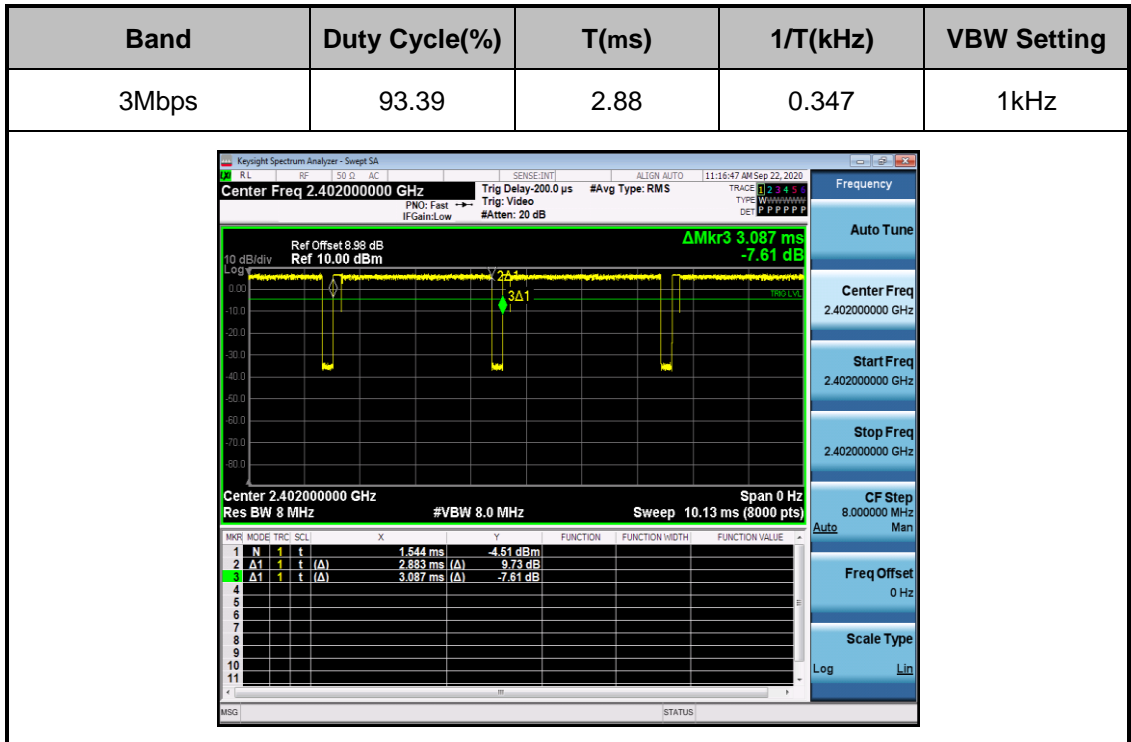 Band Duty Cycle(%) T(ms) 1/T(kHz) VBW Setting
3Mbps 93.39 2.88 0.347 1kHz
Keysight Spectrum Analyzer - Swept SA
RL RF 50 Ω AC SENSE:INT ALIGN AUTO 11:16:47 AM Sep 22, 2020
Center Freq 2.402000000 GHz Trig Delay-200.0 µs #Avg Type: RMS TRACE 1 2 3 4 5 6
PNO: Fast Trig: Video TYPE WWWWWW
IFGain:Low #Atten: 20 dB DET P P P P P P
ΔMkr3 3.087 ms
-7.61 dB
Ref Offset 8.98 dB
10 dB/div Ref 10.00 dBm
Log
2Δ1
3Δ1
TRIG LVL
0.00
-10.0
-20.0
-30.0
-40.0
-50.0
-60.0
-70.0
-80.0
Center 2.402000000 GHz Span 0 Hz
Res BW 8 MHz #VBW 8.0 MHz Sweep 10.13 ms (8000 pts)
MKR MODE TRC SCL X Y FUNCTION FUNCTION WIDTH FUNCTION VALUE
1 N 1 t 1.544 ms -4.51 dBm
2 Δ1 1 t (Δ) 2.883 ms (Δ) 9.73 dB
3 Δ1 1 t (Δ) 3.087 ms (Δ) -7.61 dB
4
5
6
7
8
9
10
11
MSG STATUS
Frequency
Auto Tune
Center Freq
2.402000000 GHz
Start Freq
2.402000000 GHz
Stop Freq
2.402000000 GHz
CF Step
8.000000 MHz
Auto Man
Freq Offset
0 Hz
Scale Type
Log Lin